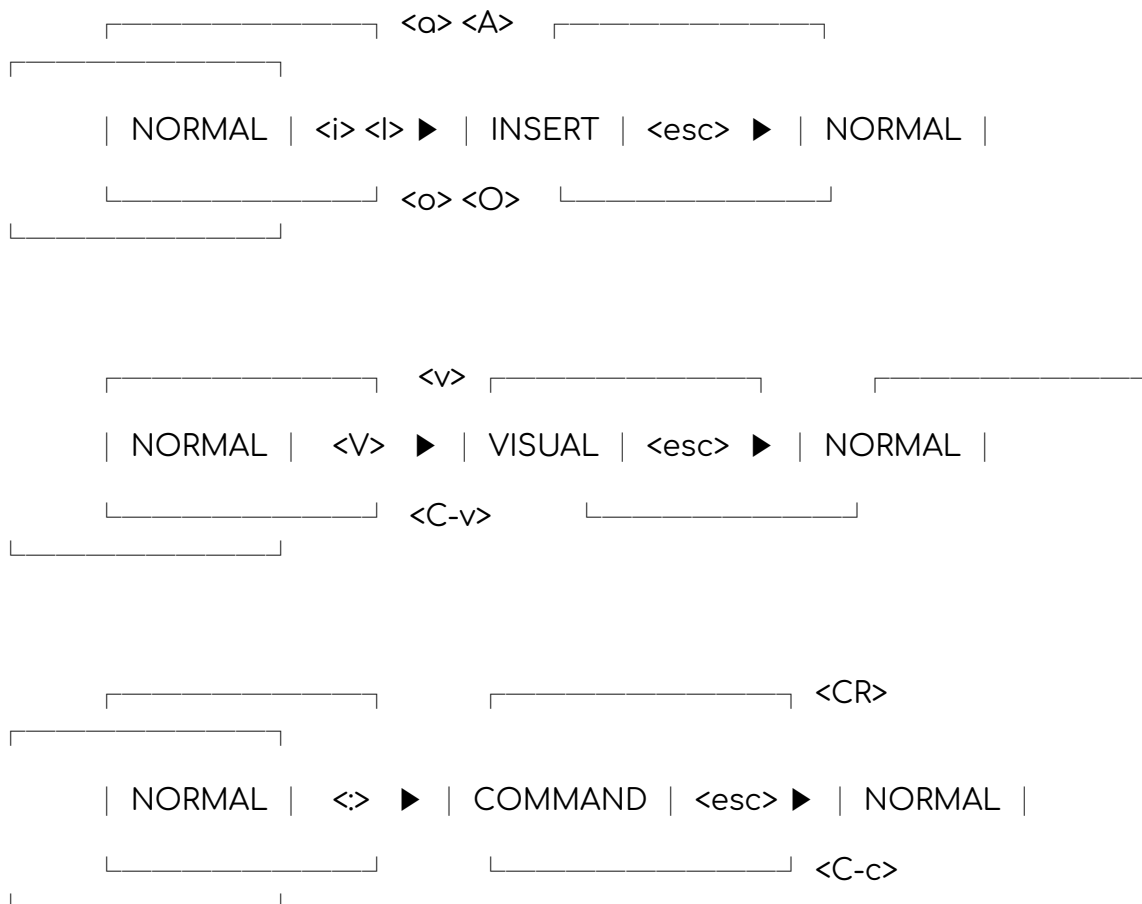 <a> <A>
| NORMAL | <i> <I> ▶ | INSERT | <esc> ▶ | NORMAL |
<o> <O>
<v>
| NORMAL | <V> ▶ | VISUAL | <esc> ▶ | NORMAL |
<C-v>
<CR>
| NORMAL | <:> ▶ | COMMAND | <esc> ▶ | NORMAL |
<C-c>